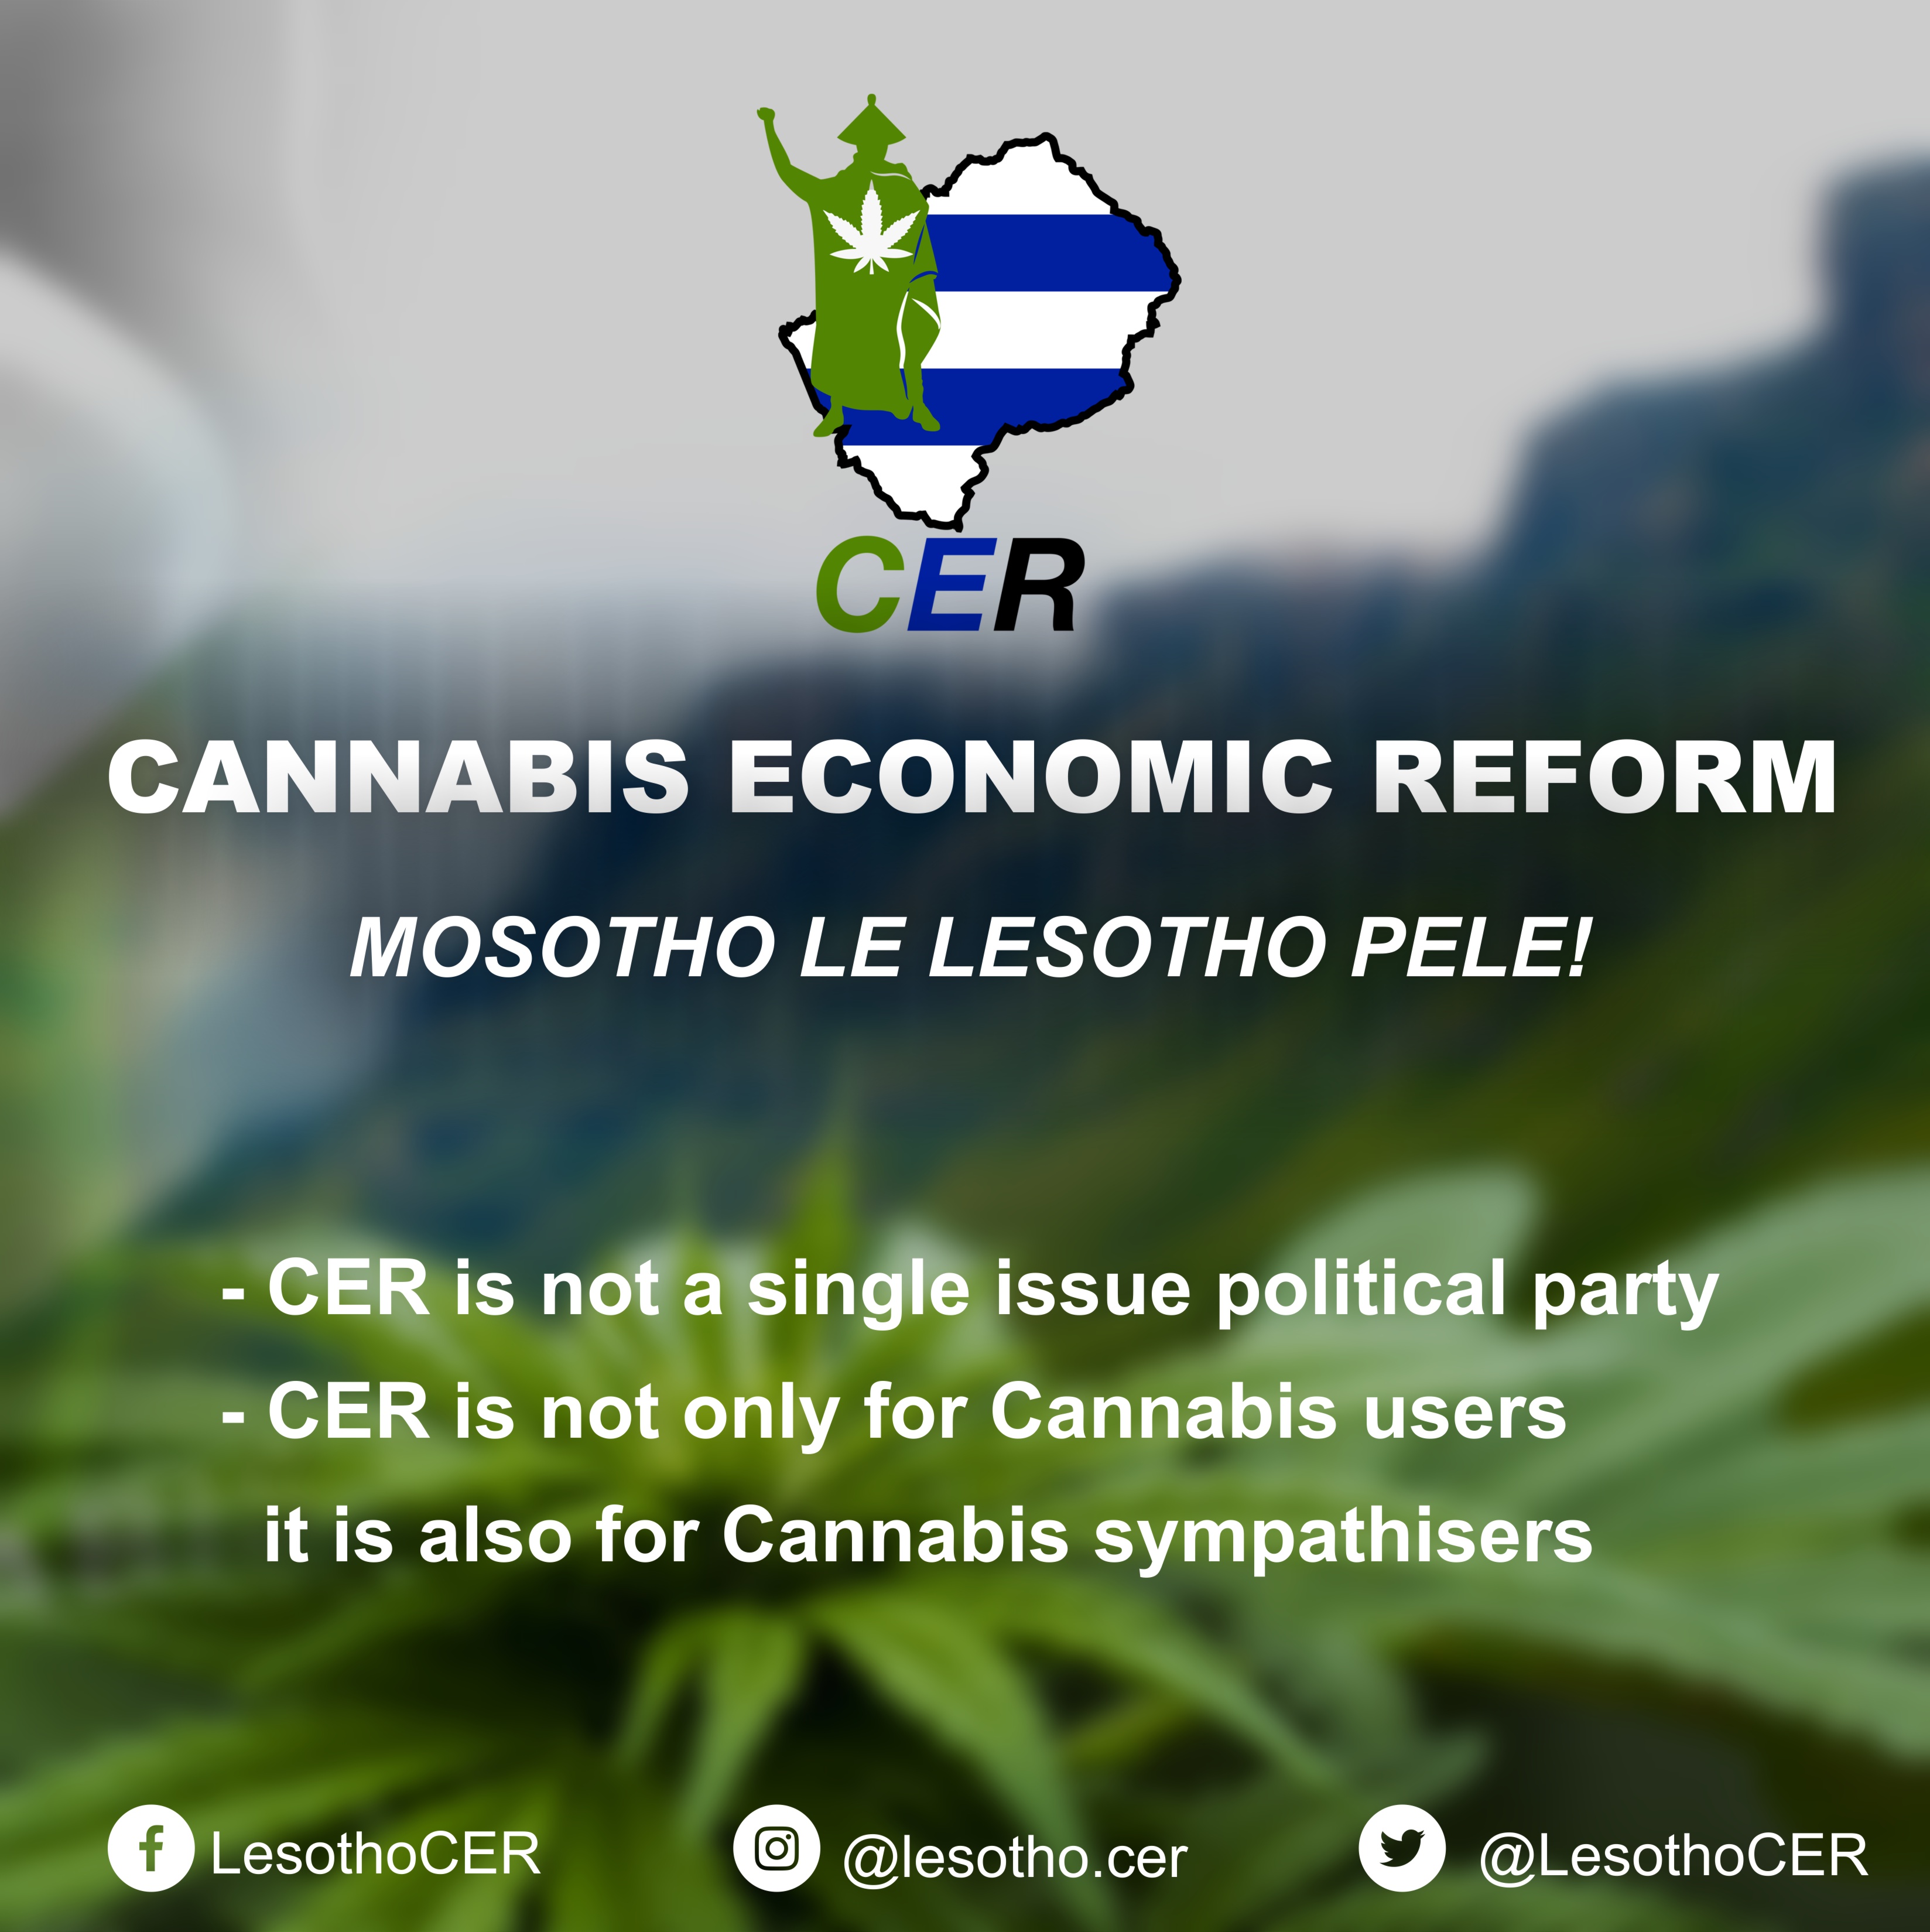 CER
CANNABIS ECONOMIC REFORM
MOSOTHO LE LESOTHO PELE!
- CER is not a single issue political party
- CER is not only for Cannabis users
it is also for Cannabis sympathisers
LesothoCER @lesotho.cer @LesothoCER